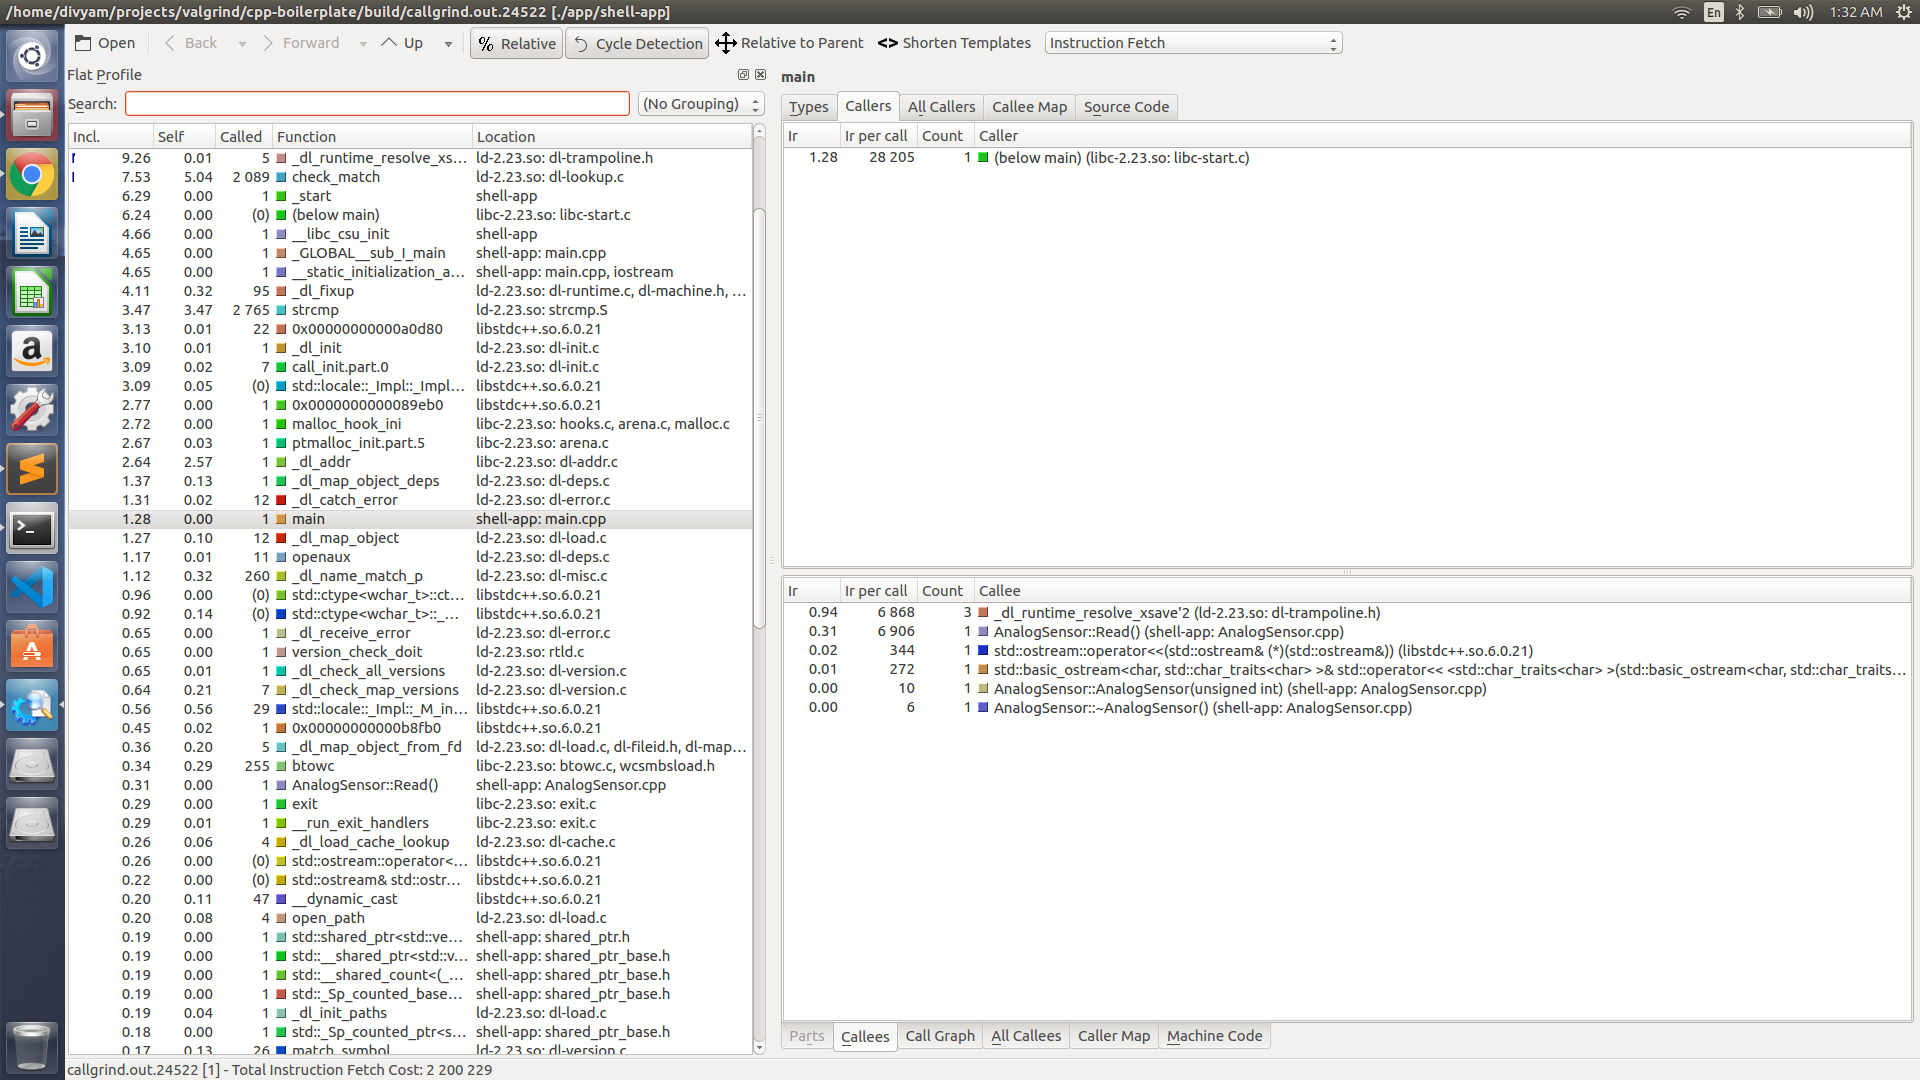 /home/divyam/projects/valgrind/cpp-boilerplate/build/callgrind.out.24522 [./app/shell-app]
En
1:32 AM
Open Back Forward Up % Relative Cycle Detection Relative to Parent <> Shorten Templates Instruction Fetch
Flat Profile
Search: (No Grouping)
Incl. Self Called Function Location
9.26 0.01 5 _dl_runtime_resolve_xs... ld-2.23.so: dl-trampoline.h
7.53 5.04 2 089 check_match ld-2.23.so: dl-lookup.c
6.29 0.00 1 _start shell-app
6.24 0.00 (0) (below main) libc-2.23.so: libc-start.c
4.66 0.00 1 __libc_csu_init shell-app
4.65 0.00 1 _GLOBAL__sub_I_main shell-app: main.cpp
4.65 0.00 1 __static_initialization_a... shell-app: main.cpp, iostream
4.11 0.32 95 _dl_fixup ld-2.23.so: dl-runtime.c, dl-machine.h, ...
3.47 3.47 2 765 strcmp ld-2.23.so: strcmp.S
3.13 0.01 22 0x00000000000a0d80 libstdc++.so.6.0.21
3.10 0.01 1 _dl_init ld-2.23.so: dl-init.c
3.09 0.02 7 call_init.part.0 ld-2.23.so: dl-init.c
3.09 0.05 (0) std::locale::_Impl::_Impl... libstdc++.so.6.0.21
2.77 0.00 1 0x0000000000089eb0 libstdc++.so.6.0.21
2.72 0.00 1 malloc_hook_ini libc-2.23.so: hooks.c, arena.c, malloc.c
2.67 0.03 1 ptmalloc_init.part.5 libc-2.23.so: arena.c
2.64 2.57 1 _dl_addr libc-2.23.so: dl-addr.c
1.37 0.13 1 _dl_map_object_deps ld-2.23.so: dl-deps.c
1.31 0.02 12 _dl_catch_error ld-2.23.so: dl-error.c
1.28 0.00 1 main shell-app: main.cpp
1.27 0.10 12 _dl_map_object ld-2.23.so: dl-load.c
1.17 0.01 11 openaux ld-2.23.so: dl-deps.c
1.12 0.32 260 _dl_name_match_p ld-2.23.so: dl-misc.c
0.96 0.00 (0) std::ctype<wchar_t>::ct... libstdc++.so.6.0.21
0.92 0.14 (0) std::ctype<wchar_t>::_... libstdc++.so.6.0.21
0.65 0.00 1 _dl_receive_error ld-2.23.so: dl-error.c
0.65 0.00 1 version_check_doit ld-2.23.so: rtld.c
0.65 0.01 1 _dl_check_all_versions ld-2.23.so: dl-version.c
0.64 0.21 7 _dl_check_map_versions ld-2.23.so: dl-version.c
0.56 0.56 29 std::locale::_Impl::_M_in... libstdc++.so.6.0.21
0.45 0.02 1 0x00000000000b8fb0 libstdc++.so.6.0.21
0.36 0.20 5 _dl_map_object_from_fd ld-2.23.so: dl-load.c, dl-fileid.h, dl-map...
0.34 0.29 255 btowc libc-2.23.so: btowc.c, wcsmbsload.h
0.31 0.00 1 AnalogSensor::Read() shell-app: AnalogSensor.cpp
0.29 0.00 1 exit libc-2.23.so: exit.c
0.29 0.01 1 __run_exit_handlers libc-2.23.so: exit.c
0.26 0.06 4 _dl_load_cache_lookup ld-2.23.so: dl-cache.c
0.26 0.00 (0) std::ostream::operator<... libstdc++.so.6.0.21
0.22 0.00 (0) std::ostream& std::ostr... libstdc++.so.6.0.21
0.20 0.11 47 __dynamic_cast libstdc++.so.6.0.21
0.20 0.08 4 open_path ld-2.23.so: dl-load.c
0.19 0.00 1 std::shared_ptr<std::ve... shell-app: shared_ptr.h
0.19 0.00 1 std::__shared_ptr<std::v... shell-app: shared_ptr_base.h
0.19 0.00 1 std::__shared_count<(_... shell-app: shared_ptr_base.h
0.19 0.00 1 std::_Sp_counted_base... shell-app: shared_ptr_base.h
0.19 0.04 1 _dl_init_paths ld-2.23.so: dl-load.c
0.18 0.00 1 std::_Sp_counted_ptr<s... shell-app: shared_ptr_base.h
0.17 0.13 26 match_symbol ld-2.23.so: dl-version.c
main
Types Callers All Callers Callee Map Source Code
Ir Ir per call Count Caller
1.28 28 205 1 (below main) (libc-2.23.so: libc-start.c)
Ir Ir per call Count Callee
0.94 6 868 3 _dl_runtime_resolve_xsave'2 (ld-2.23.so: dl-trampoline.h)
0.31 6 906 1 AnalogSensor::Read() (shell-app: AnalogSensor.cpp)
0.02 344 1 std::ostream::operator<<(std::ostream& (*)(std::ostream&)) (libstdc++.so.6.0.21)
0.01 272 1 std::basic_ostream<char, std::char_traits<char> >& std::operator<< <std::char_traits<char> >(std::basic_ostream<char, std::char_traits...
0.00 10 1 AnalogSensor::AnalogSensor(unsigned int) (shell-app: AnalogSensor.cpp)
0.00 6 1 AnalogSensor::~AnalogSensor() (shell-app: AnalogSensor.cpp)
Parts Callees Call Graph All Callees Caller Map Machine Code
callgrind.out.24522 [1] - Total Instruction Fetch Cost: 2 200 229